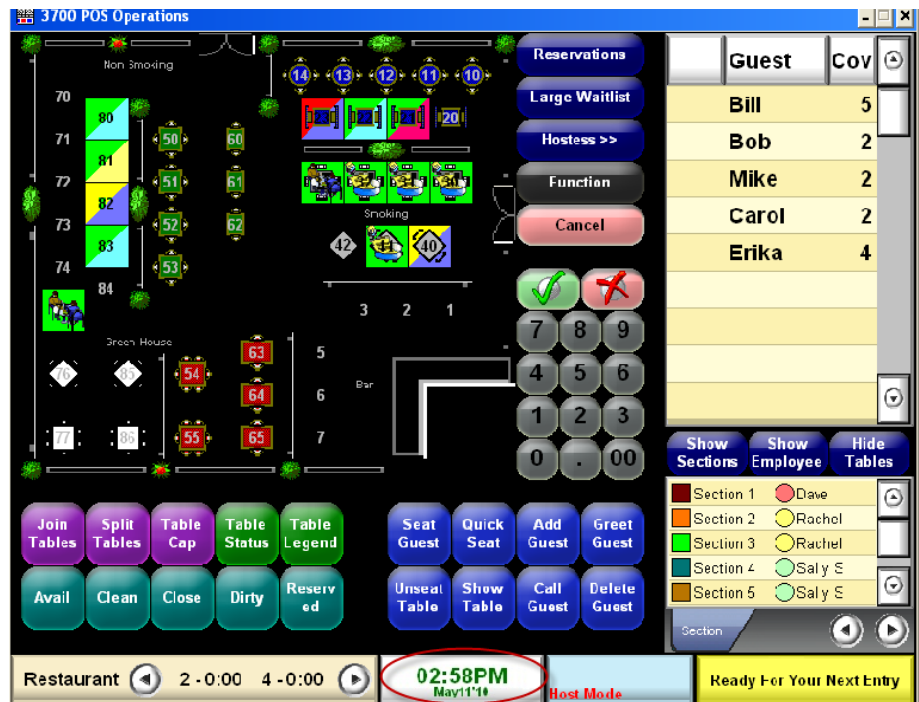 3700 POS Operations
Non Smoking
70
71
72
73
74
80
81
82
83
84
50
51
52
53
60
61
62
14
13
12
11
10
20
Smoking
42
41
40
3 2 1
Green House
76
85
77
86
54
55
63
64
65
5
6
7
Bar
Reservations
Large Waitlist
Hostess >>
Function
Cancel
7 8 9
4 5 6
1 2 3
0 . 00
Guest Cov
Bill 5
Bob 2
Mike 2
Carol 2
Erika 4
Show Sections
Show Employee
Hide Tables
Section 1 Dave
Section 2 Rachel
Section 3 Rachel
Section 4 Sally S
Section 5 Sally S
Section
Join Tables
Split Tables
Table Cap
Table Status
Table Legend
Avail
Clean
Close
Dirty
Reserv ed
Seat Guest
Quick Seat
Add Guest
Greet Guest
Unseat Table
Show Table
Call Guest
Delete Guest
Restaurant 2 - 0:00 4 - 0:00
02:58PM
May11'10
Host Mode
Ready For Your Next Entry